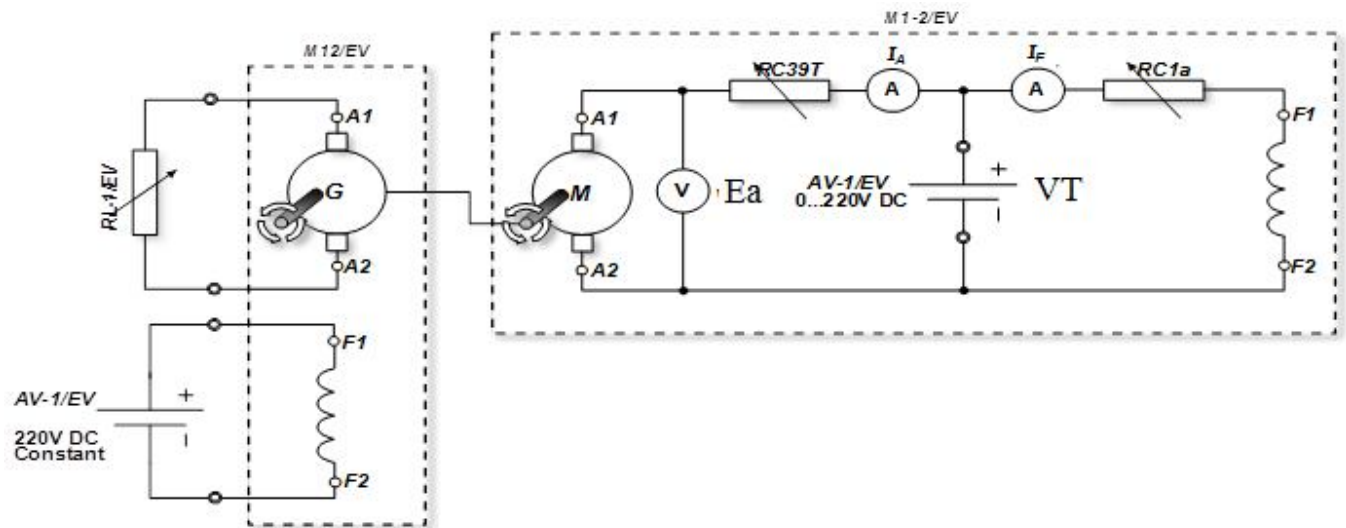 M12/EV
M1-2/EV
A1
RL-1/EV
G
A2
F1
AV-1/EV
+
220V DC
Constant
F2
A1
M
A2
V
Ea
RC39T
IA
A
IF
A
RC1a
F1
AV-1/EV
0...220V DC
+
VT
F2